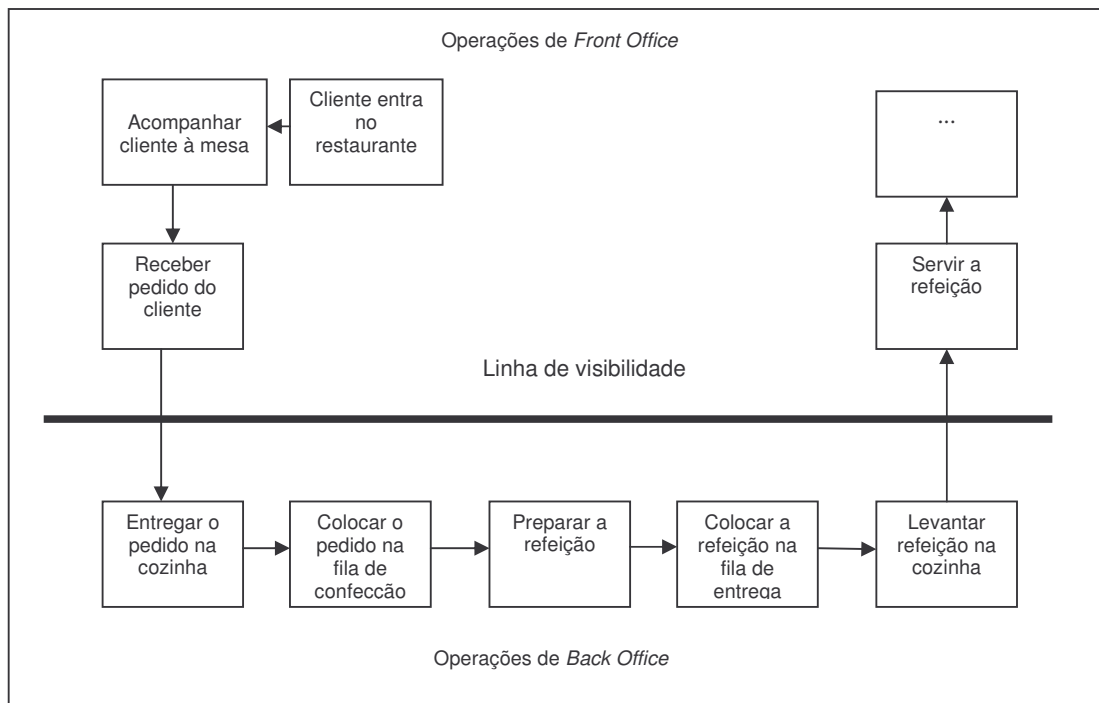 Operações de Front Office
Cliente entra
no
restaurante
Acompanhar
cliente à mesa
...
Receber
pedido do
cliente
Servir a
refeição
Linha de visibilidade
Entregar o
pedido na
cozinha
Colocar o
pedido na
fila de
confecção
Preparar a
refeição
Colocar a
refeição na
fila de
entrega
Levantar
refeição na
cozinha
Operações de Back Office